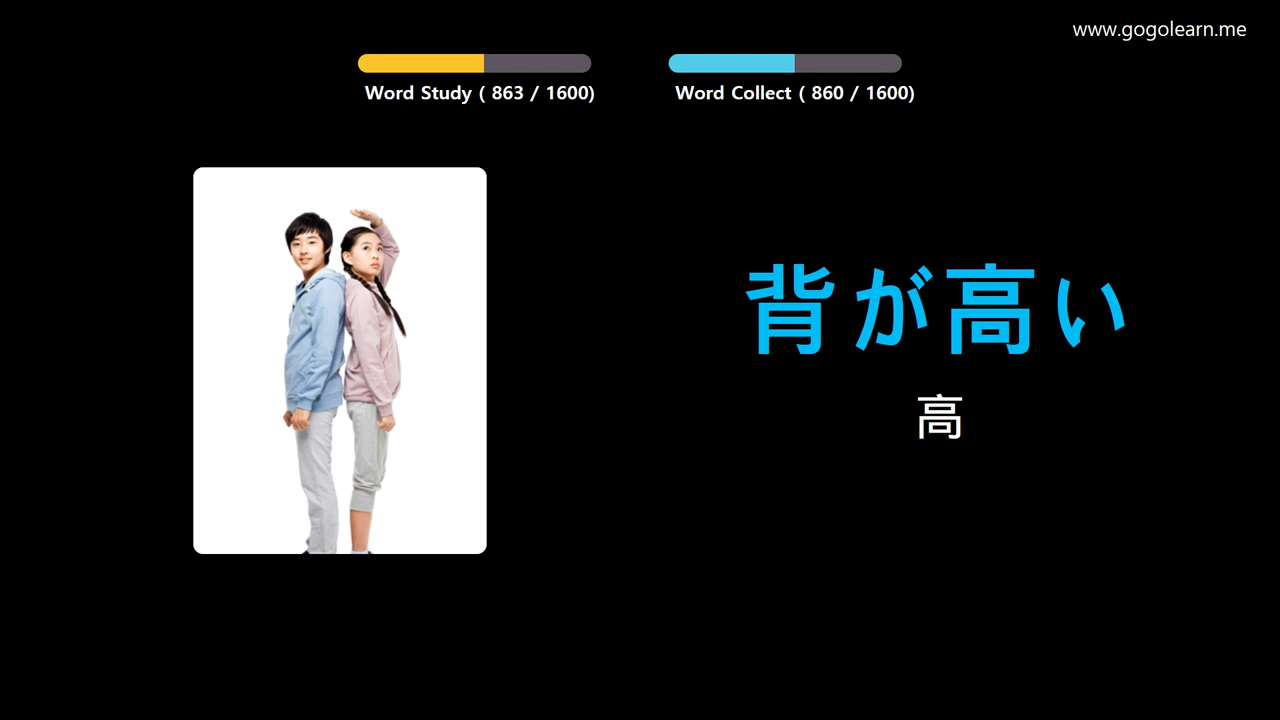 www.gogolearn.me
Word Study ( 863 / 1600)
Word Collect ( 860 / 1600)
背が高い
高